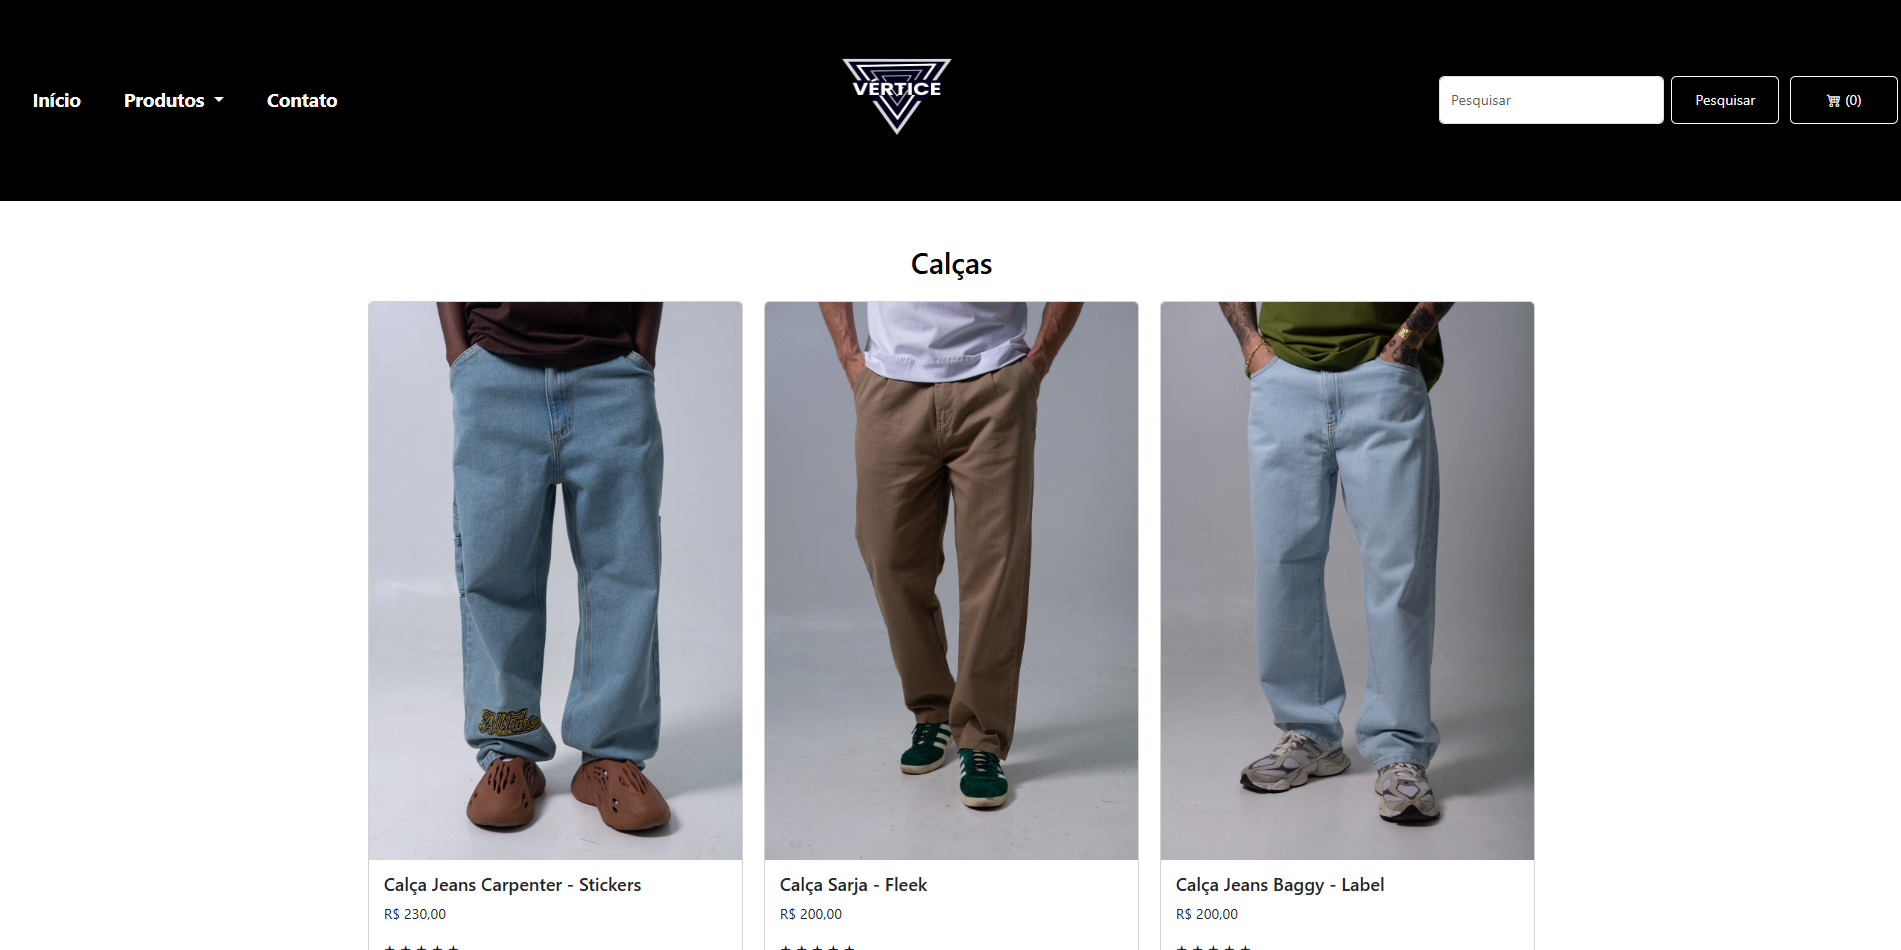 Início
Produtos
Contato
VÉRTICE
Pesquisar
Pesquisar
(0)
Calças
Calça Jeans Carpenter - Stickers
R$ 230,00
Calça Sarja - Fleek
R$ 200,00
Calça Jeans Baggy - Label
R$ 200,00